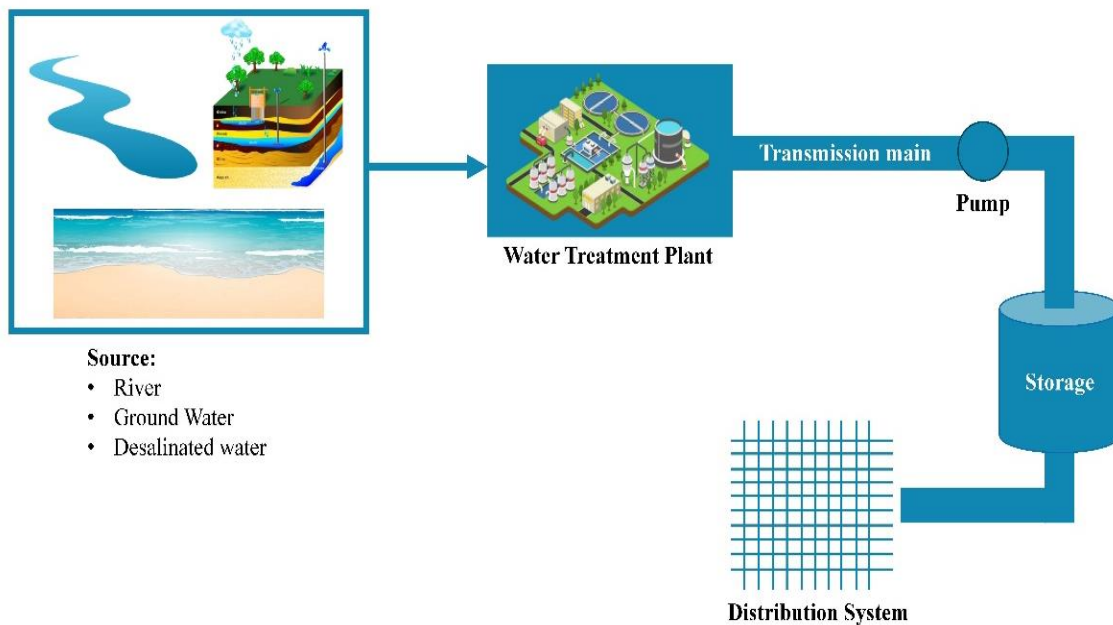 Transmission main
Pump
Water Treatment Plant
Source:
• River
• Ground Water
• Desalinated water
Storage
Distribution System